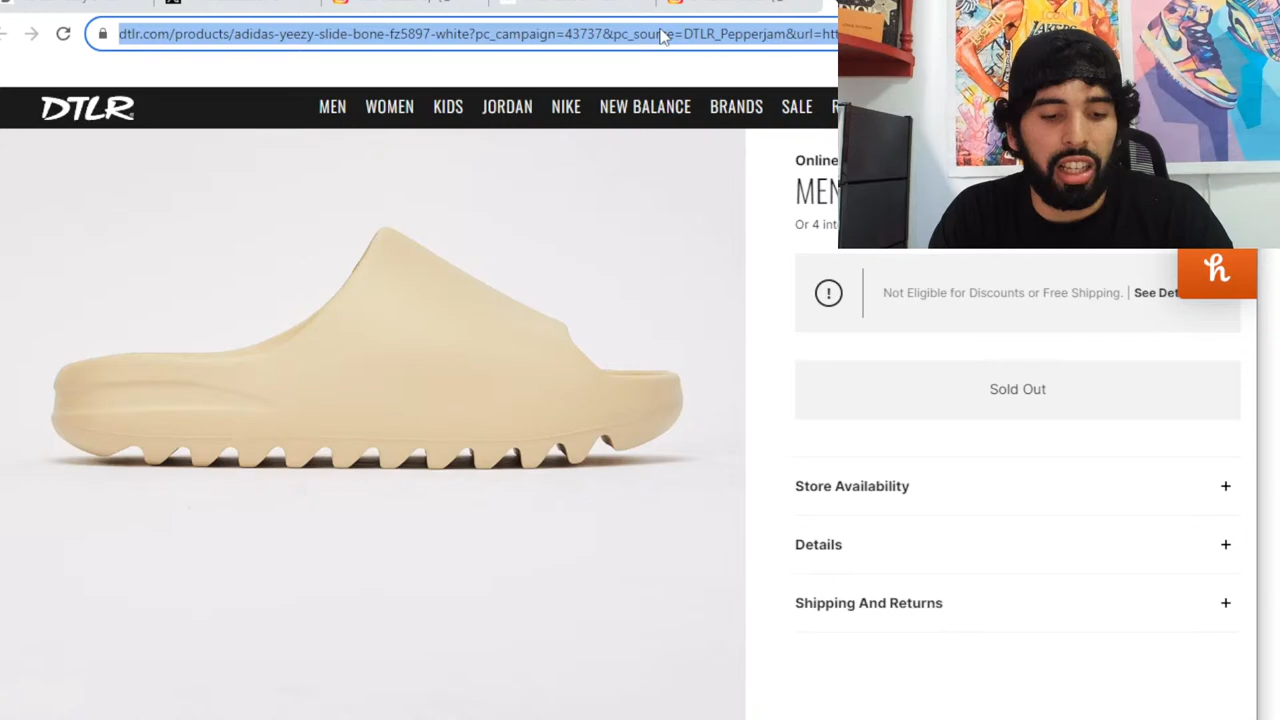 dtlr.com/products/adidas-yeezy-slide-bone-fz5897-white?pc_campaign=43737&pc_source=DTLR_Pepperjam&url=htt
DTLR
MEN WOMEN KIDS JORDAN NIKE NEW BALANCE BRANDS SALE
LAKERS
Online
MEN
Or 4 int
Not Eligible for Discounts or Free Shipping. | See Det
Sold Out
Store Availability +
Details +
Shipping And Returns +